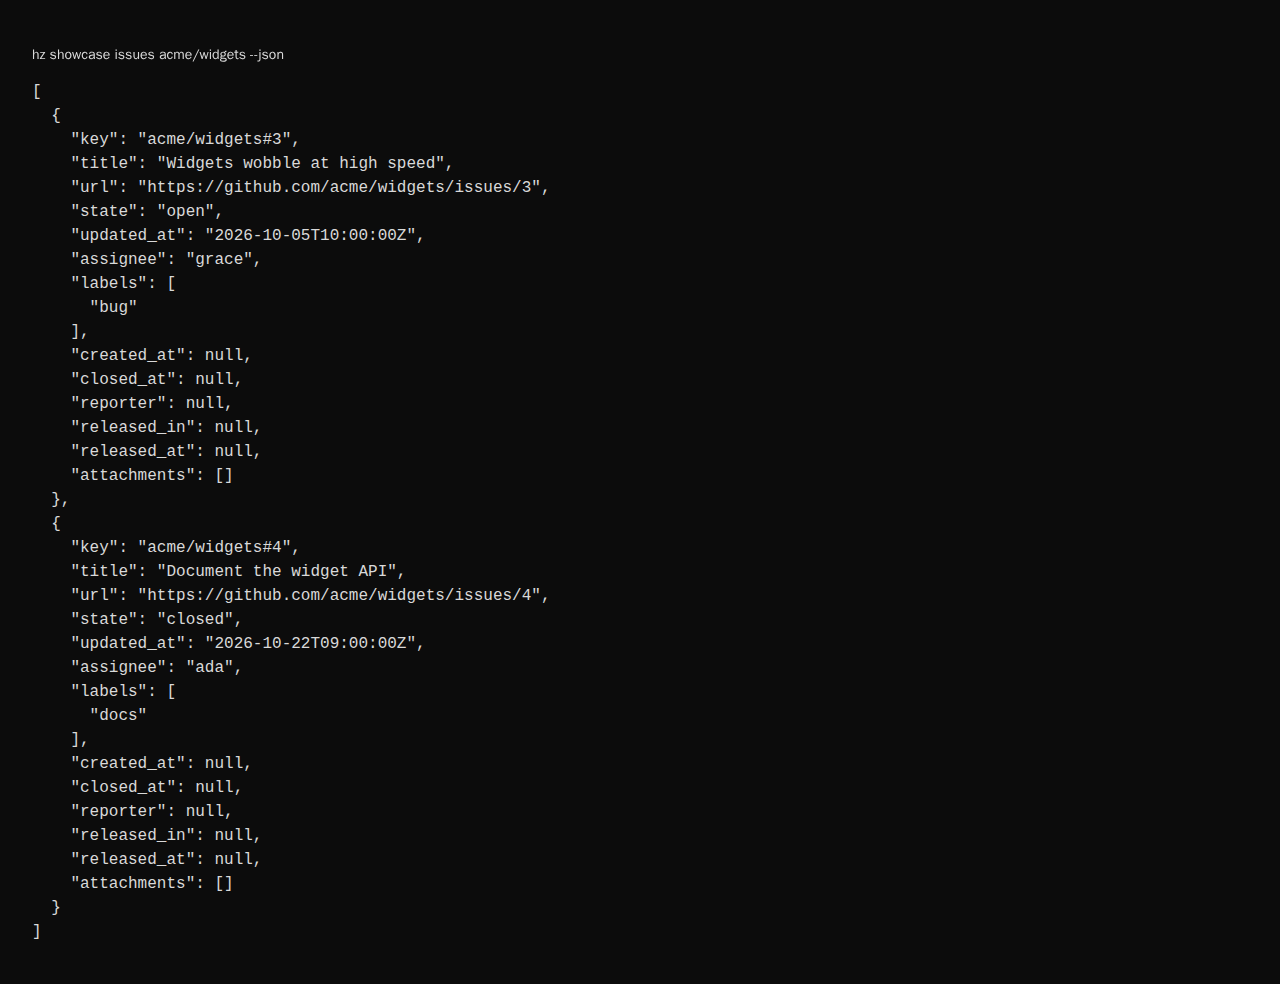 hz showcase issues acme/widgets --json
[
  {
    "key": "acme/widgets#3",
    "title": "Widgets wobble at high speed",
    "url": "https://github.com/acme/widgets/issues/3",
    "state": "open",
    "updated_at": "2026-10-05T10:00:00Z",
    "assignee": "grace",
    "labels": [
      "bug"
    ],
    "created_at": null,
    "closed_at": null,
    "reporter": null,
    "released_in": null,
    "released_at": null,
    "attachments": []
  },
  {
    "key": "acme/widgets#4",
    "title": "Document the widget API",
    "url": "https://github.com/acme/widgets/issues/4",
    "state": "closed",
    "updated_at": "2026-10-22T09:00:00Z",
    "assignee": "ada",
    "labels": [
      "docs"
    ],
    "created_at": null,
    "closed_at": null,
    "reporter": null,
    "released_in": null,
    "released_at": null,
    "attachments": []
  }
]